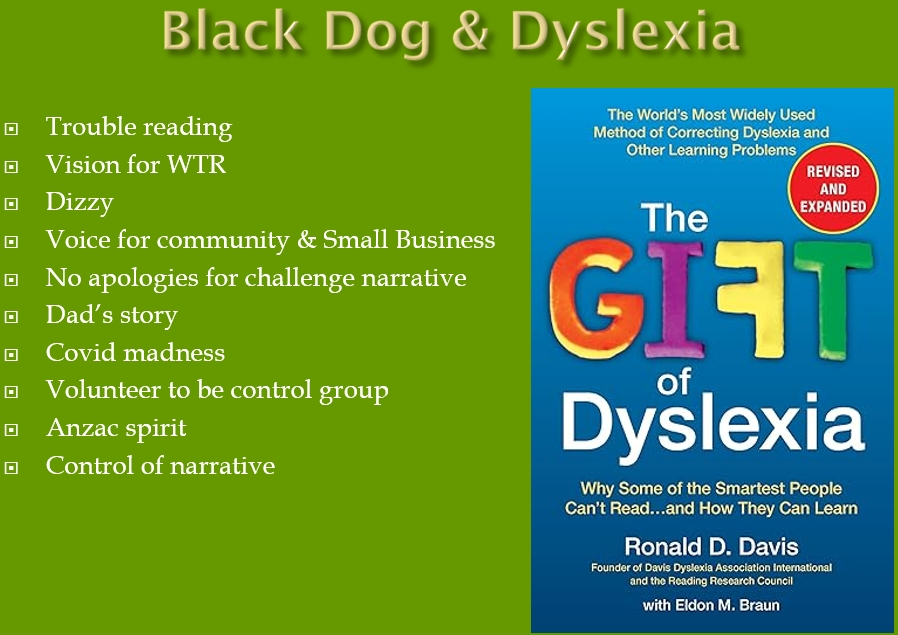 Black Dog & Dyslexia
Trouble reading
Vision for WTR
Dizzy
Voice for community & Small Business
No apologies for challenge narrative
Dad's story
Covid madness
Volunteer to be control group
Anzac spirit
Control of narrative
The World's Most Widely Used
Method of Correcting Dyslexia and
Other Learning Problems
REVISED
AND
EXPANDED
The
GIFT
of
Dyslexia
Why Some of the Smartest People
Can't Read...and How They Can Learn
Ronald D. Davis
Founder of Davis Dyslexia Association International
and the Reading Research Council
with Eldon M. Braun